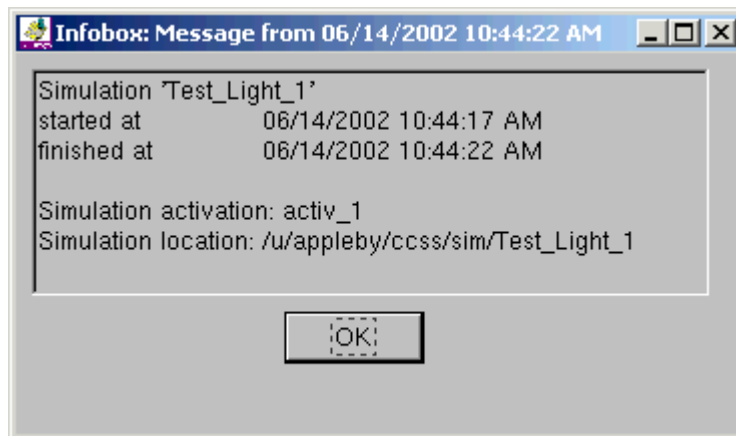 Infobox: Message from 06/14/2002 10:44:22 AM
Simulation 'Test_Light_1'
started at 06/14/2002 10:44:17 AM
finished at 06/14/2002 10:44:22 AM
Simulation activation: activ_1
Simulation location: /u/appleby/ccss/sim/Test_Light_1
OK